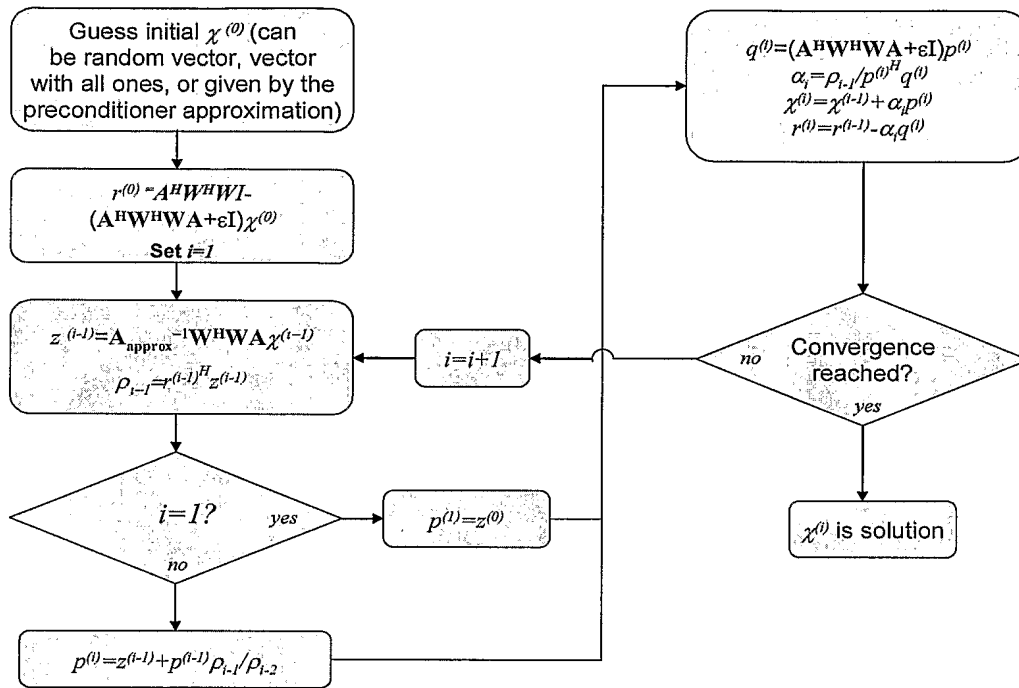 Guess initial χ⁽⁰⁾ (can
be random vector, vector
with all ones, or given by the
preconditioner approximation)
r⁽⁰⁾=AᴴWᴴWI-
(AᴴWᴴWA+εI)χ⁽⁰⁾
Set i=1
z⁽ⁱ⁻¹⁾=A_approx⁻¹WᴴWAχ⁽ⁱ⁻¹⁾
ρᵢ₋₁=r⁽ⁱ⁻¹⁾ᴴz⁽ⁱ⁻¹⁾
i=1?
yes
no
p⁽¹⁾=z⁽⁰⁾
p⁽ⁱ⁾=z⁽ⁱ⁻¹⁾+p⁽ⁱ⁻¹⁾ρᵢ₋₁/ρᵢ₋₂
q⁽ⁱ⁾=(AᴴWᴴWA+εI)p⁽ⁱ⁾
αᵢ=ρᵢ₋₁/p⁽ⁱ⁾ᴴq⁽ⁱ⁾
χ⁽ⁱ⁾=χ⁽ⁱ⁻¹⁾+αᵢp⁽ⁱ⁾
r⁽ⁱ⁾=r⁽ⁱ⁻¹⁾-αᵢq⁽ⁱ⁾
Convergence
reached?
no
yes
i=i+1
χ⁽ⁱ⁾ is solution